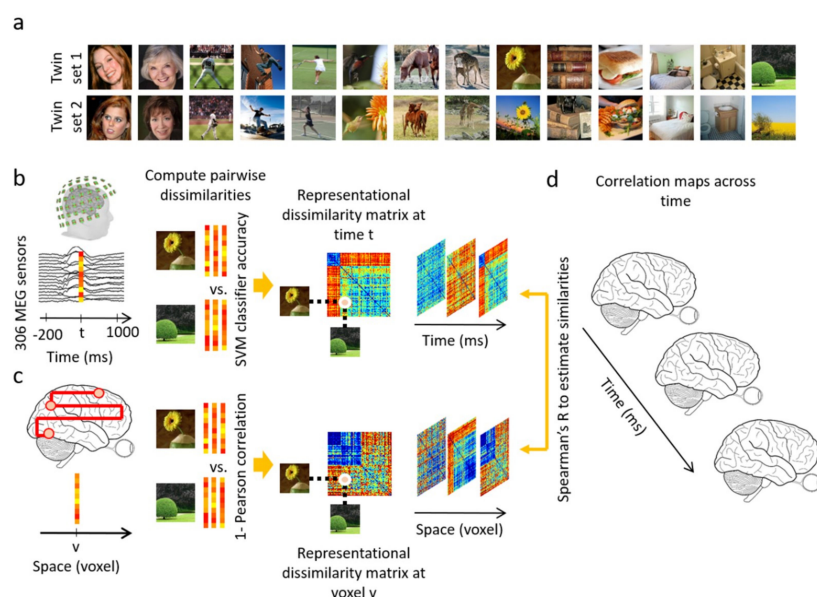 a
Twin
set 1
Twin
set 2
b
Compute pairwise
dissimilarities
306 MEG sensors
-200 t 1000
Time (ms)
vs.
SVM classifier accuracy
Representational
dissimilarity matrix at
time t
Time (ms)
c
v
Space (voxel)
vs.
1- Pearson correlation
Representational
dissimilarity matrix at
voxel v
Space (voxel)
Spearman's R to estimate similarities
d
Correlation maps across
time
Time (ms)